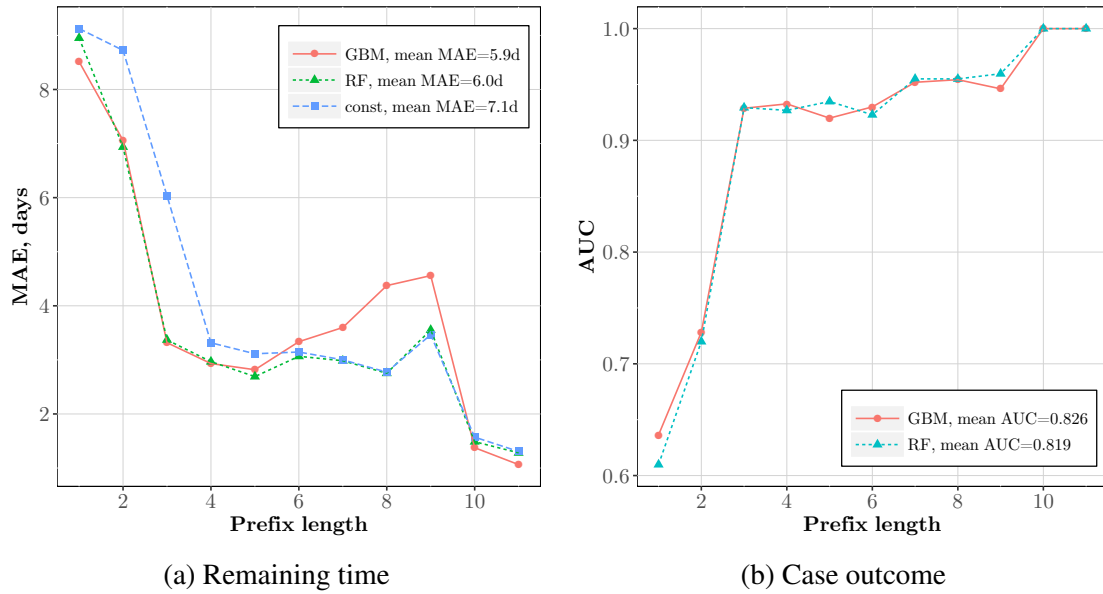 GBM, mean MAE=5.9d
RF, mean MAE=6.0d
const, mean MAE=7.1d
MAE, days
8
6
4
2
2
4
6
8
10
Prefix length
(a) Remaining time
1.0
0.9
0.8
0.7
0.6
AUC
GBM, mean AUC=0.826
RF, mean AUC=0.819
2
4
6
8
10
Prefix length
(b) Case outcome